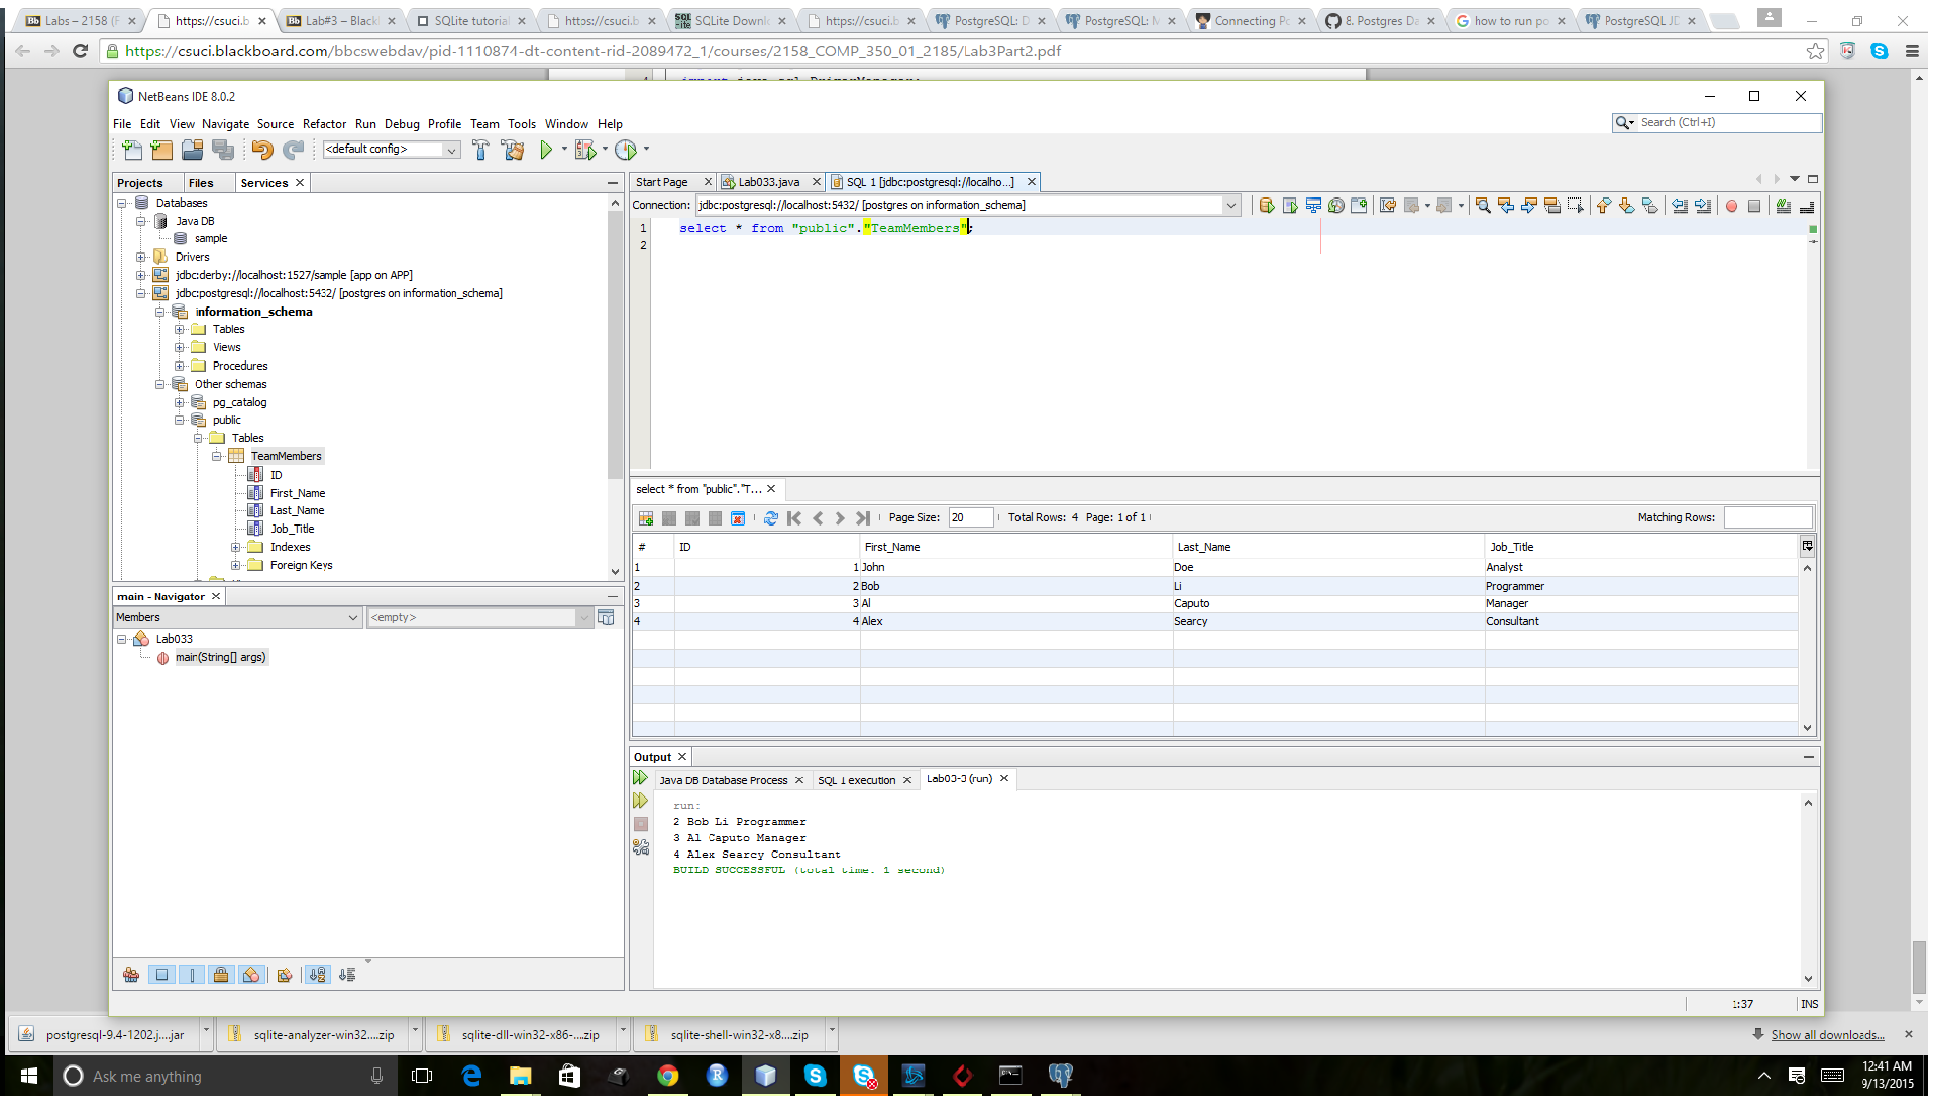 Labs – 2158 (F
https://csuci.b
Lab#3 – Black
SQLite tutorial
https://csuci.b
SQLite Downlo
https://csuci.b
PostgreSQL: D
PostgreSQL: M
Connecting Po
8. Postgres Da
how to run po
PostgreSQL JD
https://csuci.blackboard.com/bbcswebdav/pid-1110874-dt-content-rid-2089472_1/courses/2158_COMP_350_01_2185/Lab3Part2.pdf
NetBeans IDE 8.0.2
File Edit View Navigate Source Refactor Run Debug Profile Team Tools Window Help
Search (Ctrl+I)
<default config>
Projects Files Services
Start Page Lab033.java SQL 1 [jdbc:postgresql://localho...]
Connection: jdbc:postgresql://localhost:5432/ [postgres on information_schema]
1 select * from "public"."TeamMembers";
2
Databases
Java DB
sample
Drivers
jdbc:derby://localhost:1527/sample [app on APP]
jdbc:postgresql://localhost:5432/ [postgres on information_schema]
information_schema
Tables
Views
Procedures
Other schemas
pg_catalog
public
Tables
TeamMembers
ID
First_Name
Last_Name
Job_Title
Indexes
Foreign Keys
main - Navigator
Members <empty>
Lab033
main(String[] args)
select * from "public"."T...
Page Size: 20 Total Rows: 4 Page: 1 of 1 Matching Rows:
# ID First_Name Last_Name Job_Title
1 1 John Doe Analyst
2 2 Bob Li Programmer
3 3 Al Caputo Manager
4 4 Alex Searcy Consultant
Output
Java DB Database Process SQL 1 execution Lab03-3 (run)
run:
2 Bob Li Programmer
3 Al Caputo Manager
4 Alex Searcy Consultant
BUILD SUCCESSFUL (total time: 1 second)
1:37 INS
postgresql-9.4-1202.j....jar
sqlite-analyzer-win32....zip
sqlite-dll-win32-x86-....zip
sqlite-shell-win32-x8....zip
Show all downloads...
Ask me anything
12:41 AM
9/13/2015